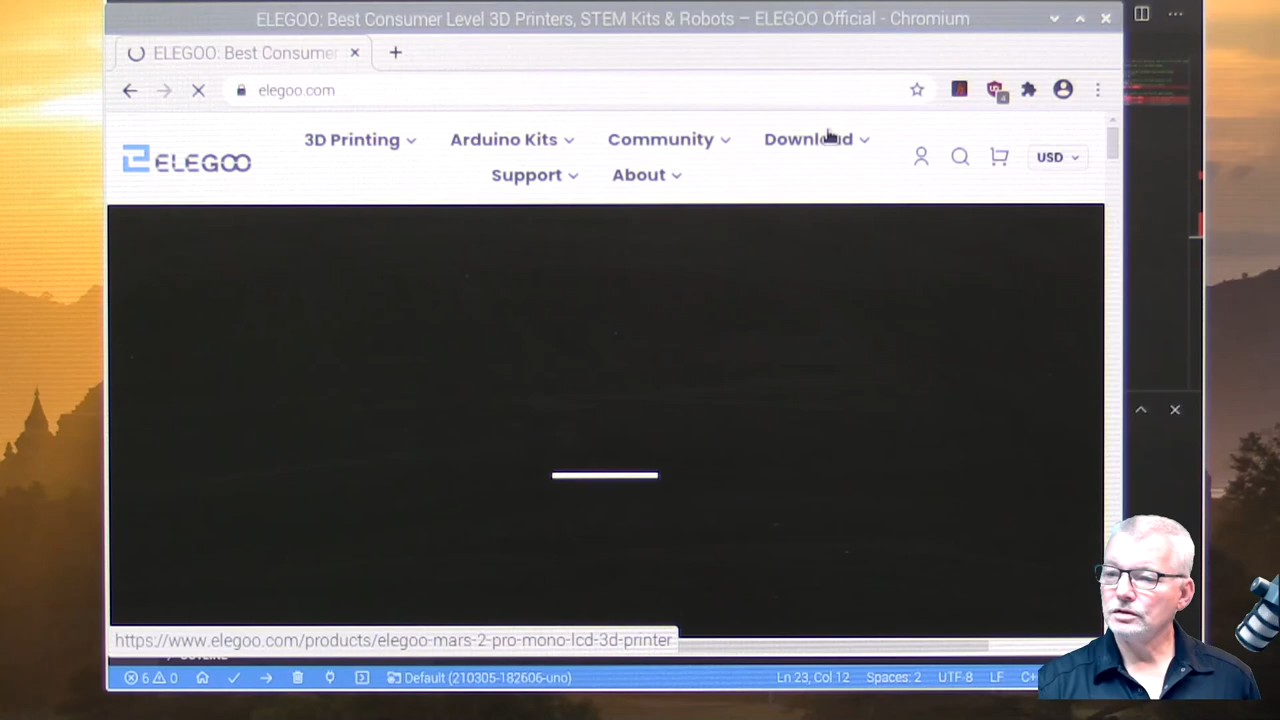 ELEGOO: Best Consumer Level 3D Printers, STEM Kits & Robots – ELEGOO Official - Chromium
ELEGOO: Best Consumer
elegoo.com
4
3D Printing
Arduino Kits
Community
Download
ELEGOO
USD
Support
About
https://www.elegoo.com/products/elegoo-mars-2-pro-mono-lcd-3d-printer
6
0
Default (210305-182606-uno)
Ln 23, Col 12
Spaces: 2
UTF-8
LF